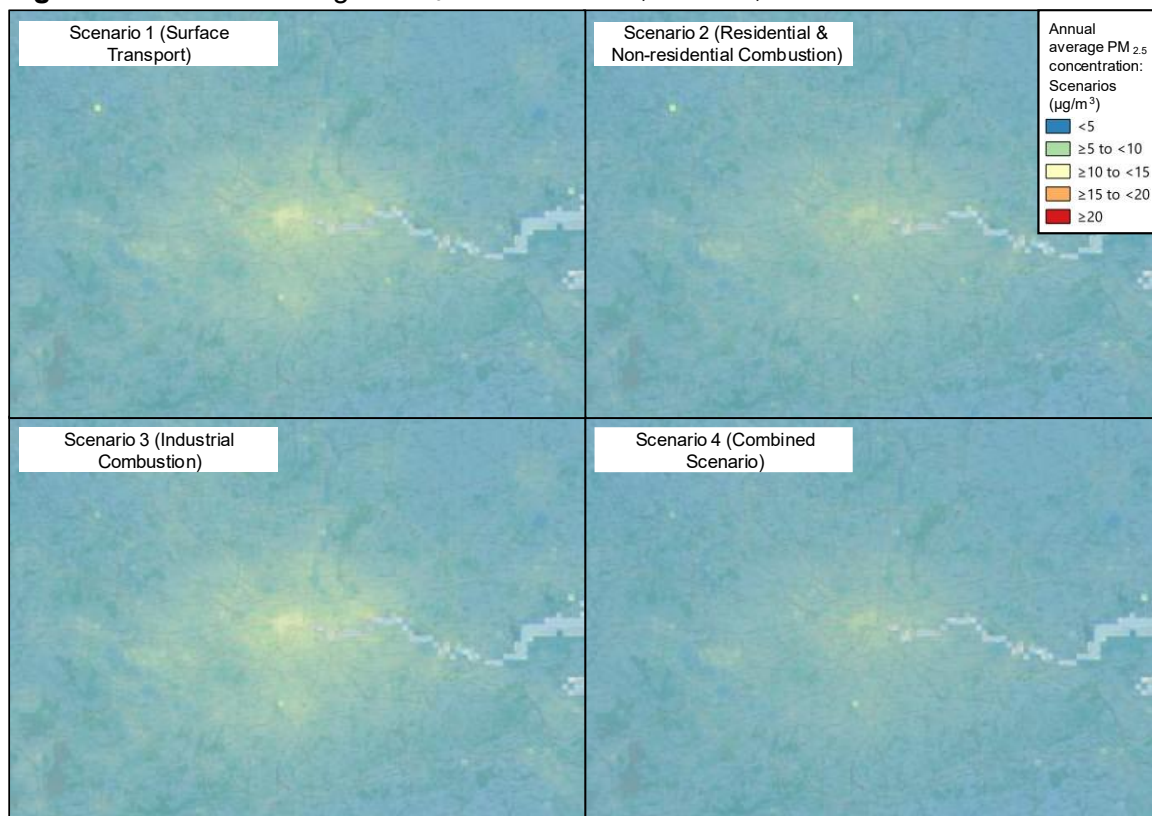 Scenario 1 (Surface
Transport)
Scenario 2 (Residential &
Non-residential Combustion)
Annual
average PM 2.5
concentration:
Scenarios
(µg/m3)
<5
≥5 to <10
≥10 to <15
≥15 to <20
≥20
Scenario 3 (Industrial
Combustion)
Scenario 4 (Combined
Scenario)